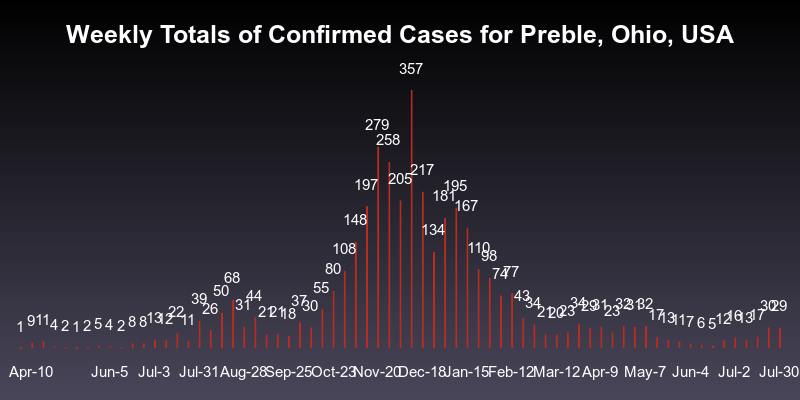 Weekly Totals of Confirmed Cases for Preble, Ohio, USA
1 9 11 4 2 1 2 5 4 2 8 8 13 12 22 11 39 26 50 68 31 44 21 21 18 37 30 55 80 108 148 197 279 258 205 357 217 134 181 195 167 110 98 74 77 43 34 21 20 23 34 29 31 23 32 31 32 17 13 11 7 6 5 12 16 13 17 30 29
Apr-10 Jun-5 Jul-3 Jul-31 Aug-28 Sep-25 Oct-23 Nov-20 Dec-18 Jan-15 Feb-12 Mar-12 Apr-9 May-7 Jun-4 Jul-2 Jul-30